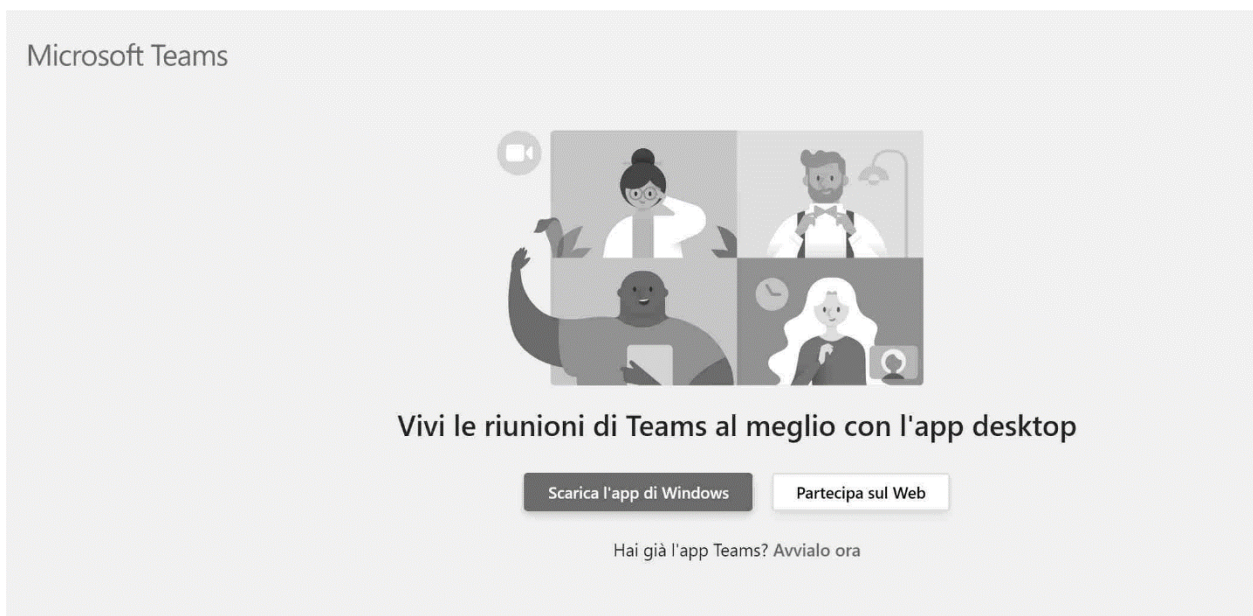 Microsoft Teams
Vivi le riunioni di Teams al meglio con l'app desktop
Scarica l'app di Windows
Partecipa sul Web
Hai già l'app Teams? Avvialo ora